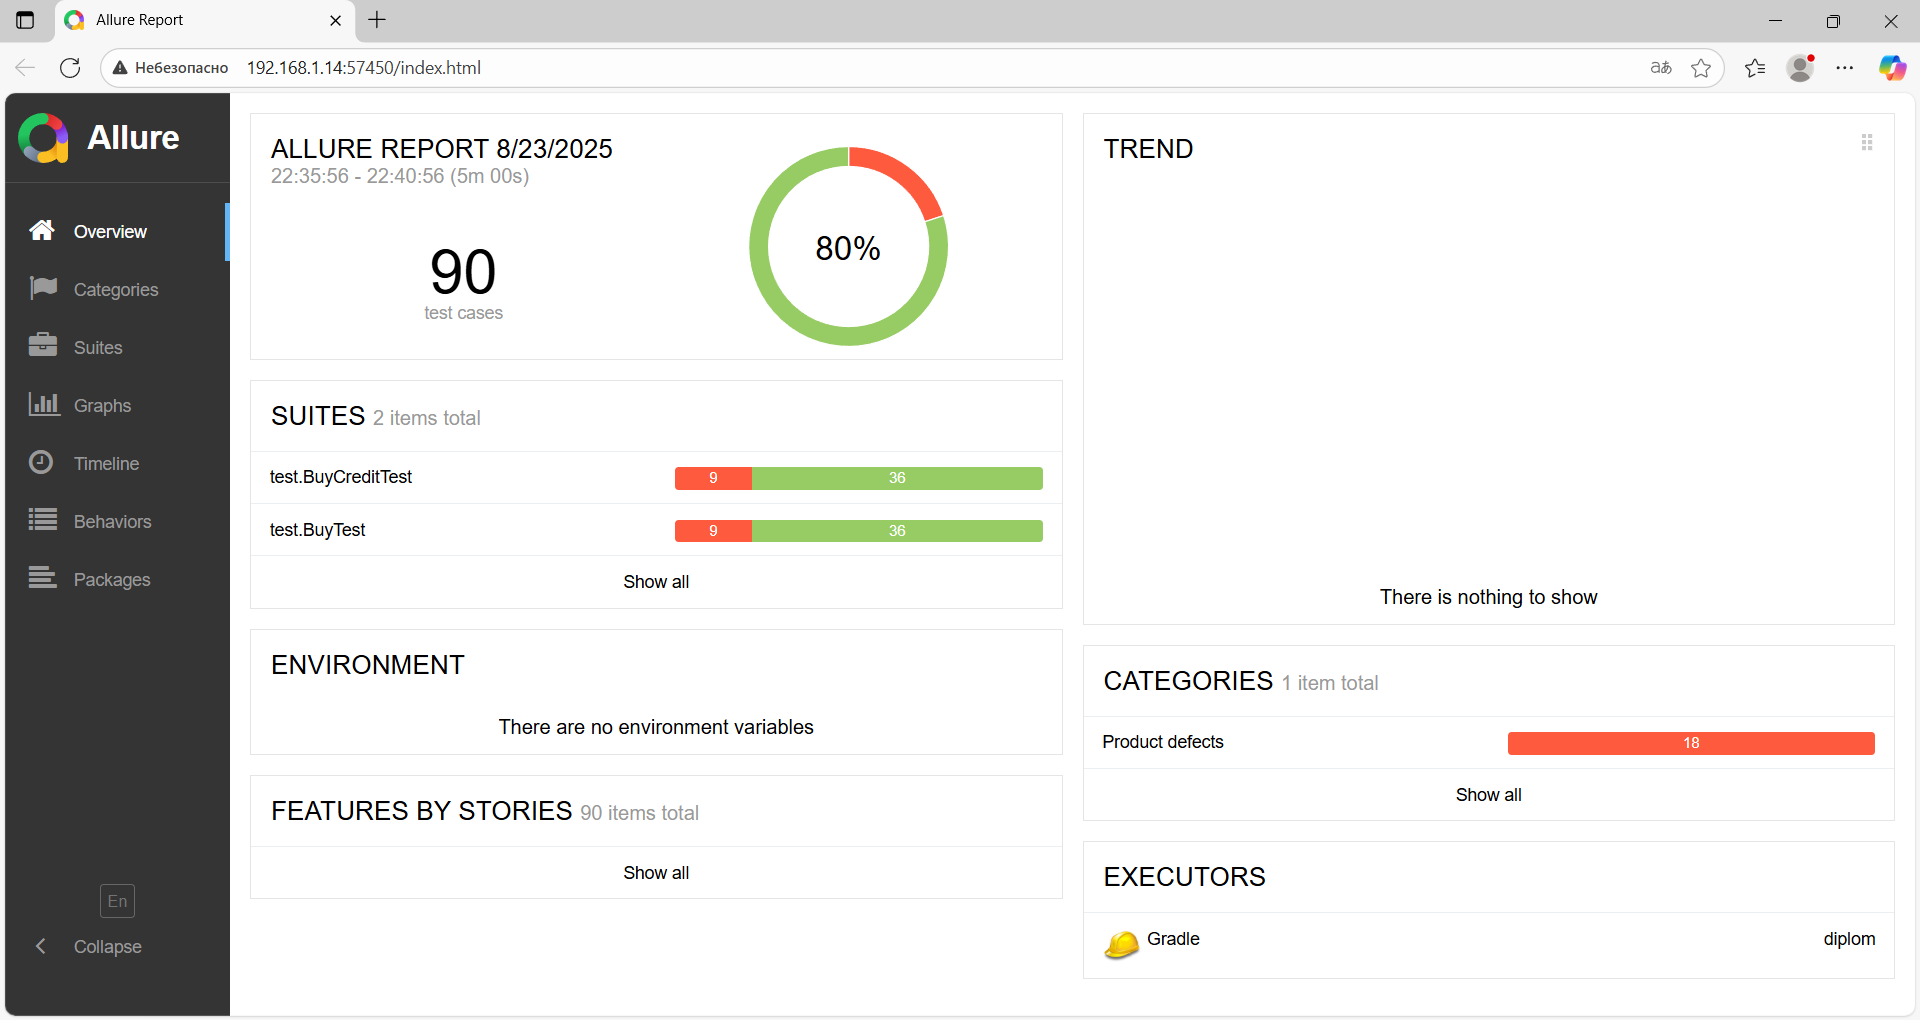 Allure Report
Небезопасно 192.168.1.14:57450/index.html
Allure
Overview
Categories
Suites
Graphs
Timeline
Behaviors
Packages
En
Collapse
ALLURE REPORT 8/23/2025
22:35:56 - 22:40:56 (5m 00s)
90
test cases
80%
SUITES 2 items total
test.BuyCreditTest 9 36
test.BuyTest 9 36
Show all
ENVIRONMENT
There are no environment variables
FEATURES BY STORIES 90 items total
Show all
TREND
There is nothing to show
CATEGORIES 1 item total
Product defects 18
Show all
EXECUTORS
Gradle diplom